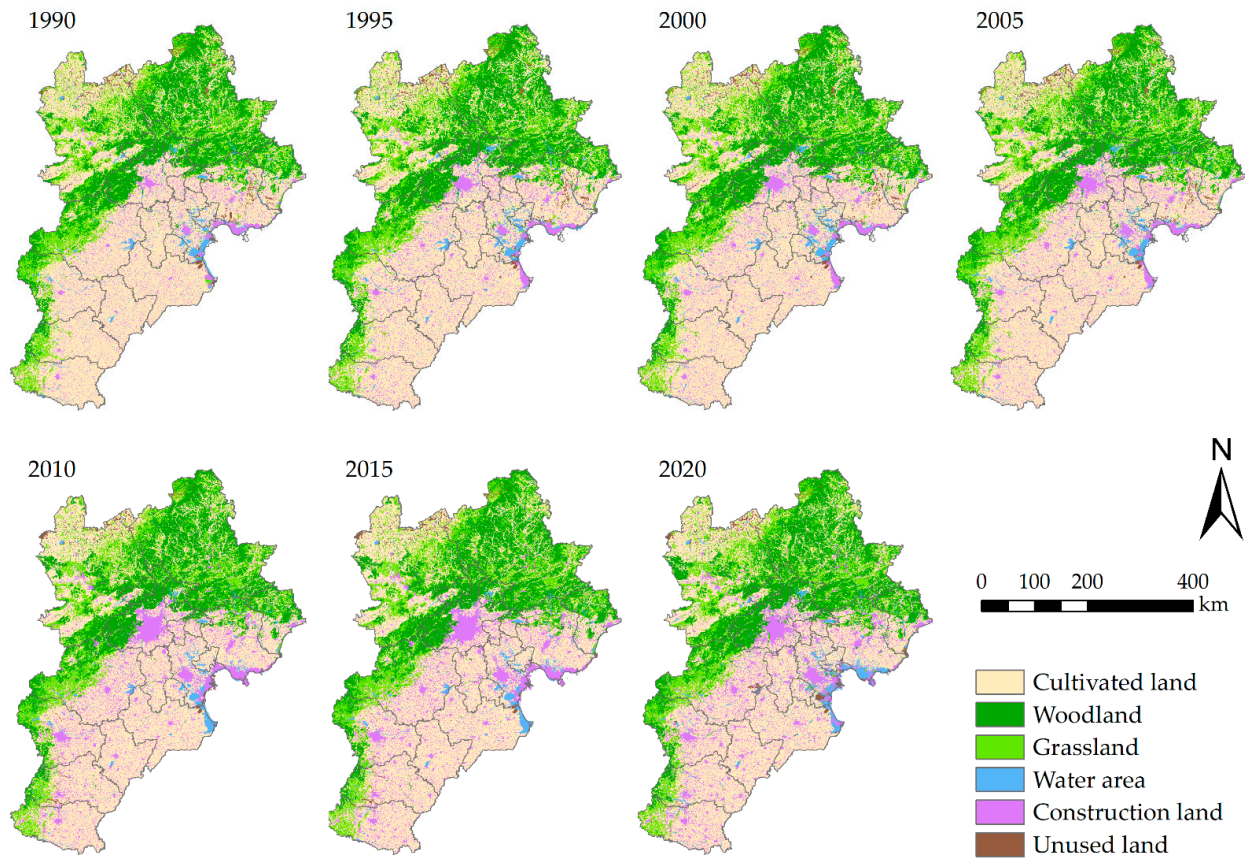 1990
1995
2000
2005
2010
2015
2020
N
0 100 200 400
km
Cultivated land
Woodland
Grassland
Water area
Construction land
Unused land